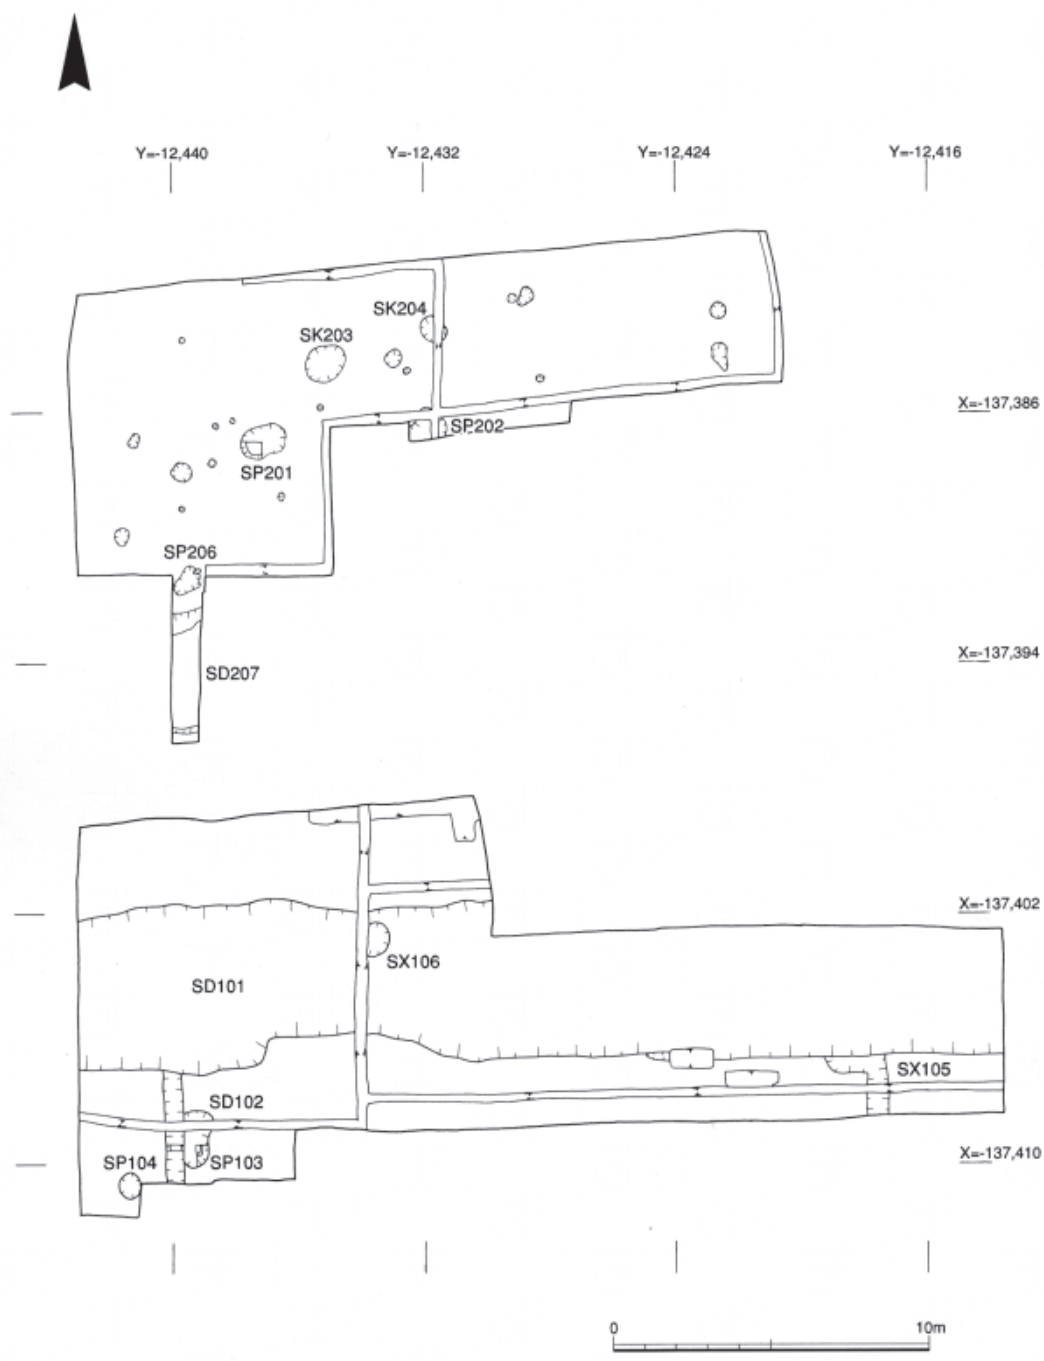 Y=-12,440
Y=-12,432
Y=-12,424
Y=-12,416
SK204
SK203
X=-137,386
SP202
SP201
SP206
X=-137,394
SD207
X=-137,402
SX106
SD101
SX105
SD102
SP104
SP103
X=-137,410
0
10m